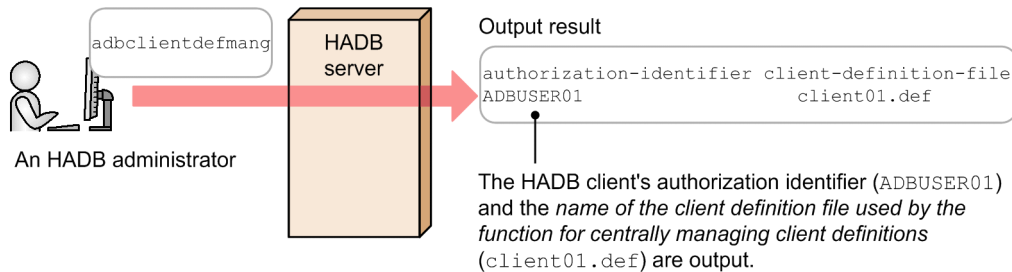 adbclientdefmang
HADB
server
An HADB administrator
Output result
authorization-identifier client-definition-file
ADBUSER01 client01.def
The HADB client's authorization identifier (ADBUSER01)
and the name of the client definition file used by the
function for centrally managing client definitions
(client01.def) are output.